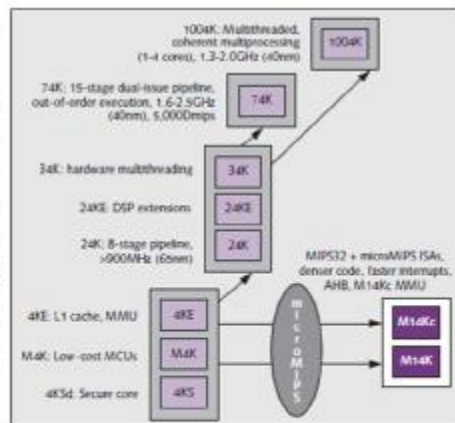 1004K: Multithreaded,
coherent multiprocessing
(1-4 cores), 1.3-2.0GHz (40nm)
1004K
74K: 15-stage dual-issue pipeline,
out-of-order execution, 1.6-2.5GHz
(40nm), 5,000Dmips
74K
34K: hardware multithreading
34K
24KE: DSP extensions
24KE
24K: 8-stage pipeline,
>900MHz (65nm)
24K
MIPS32 + microMIPS ISAs,
denser code, faster interrupts,
AHB, M14Kc MMU
4KE: L1 cache, MMU
4KE
M4K: Low-cost MCUs
M4K
4KSd: Secure core
4KS
microMIPS
M14Kc
M14K